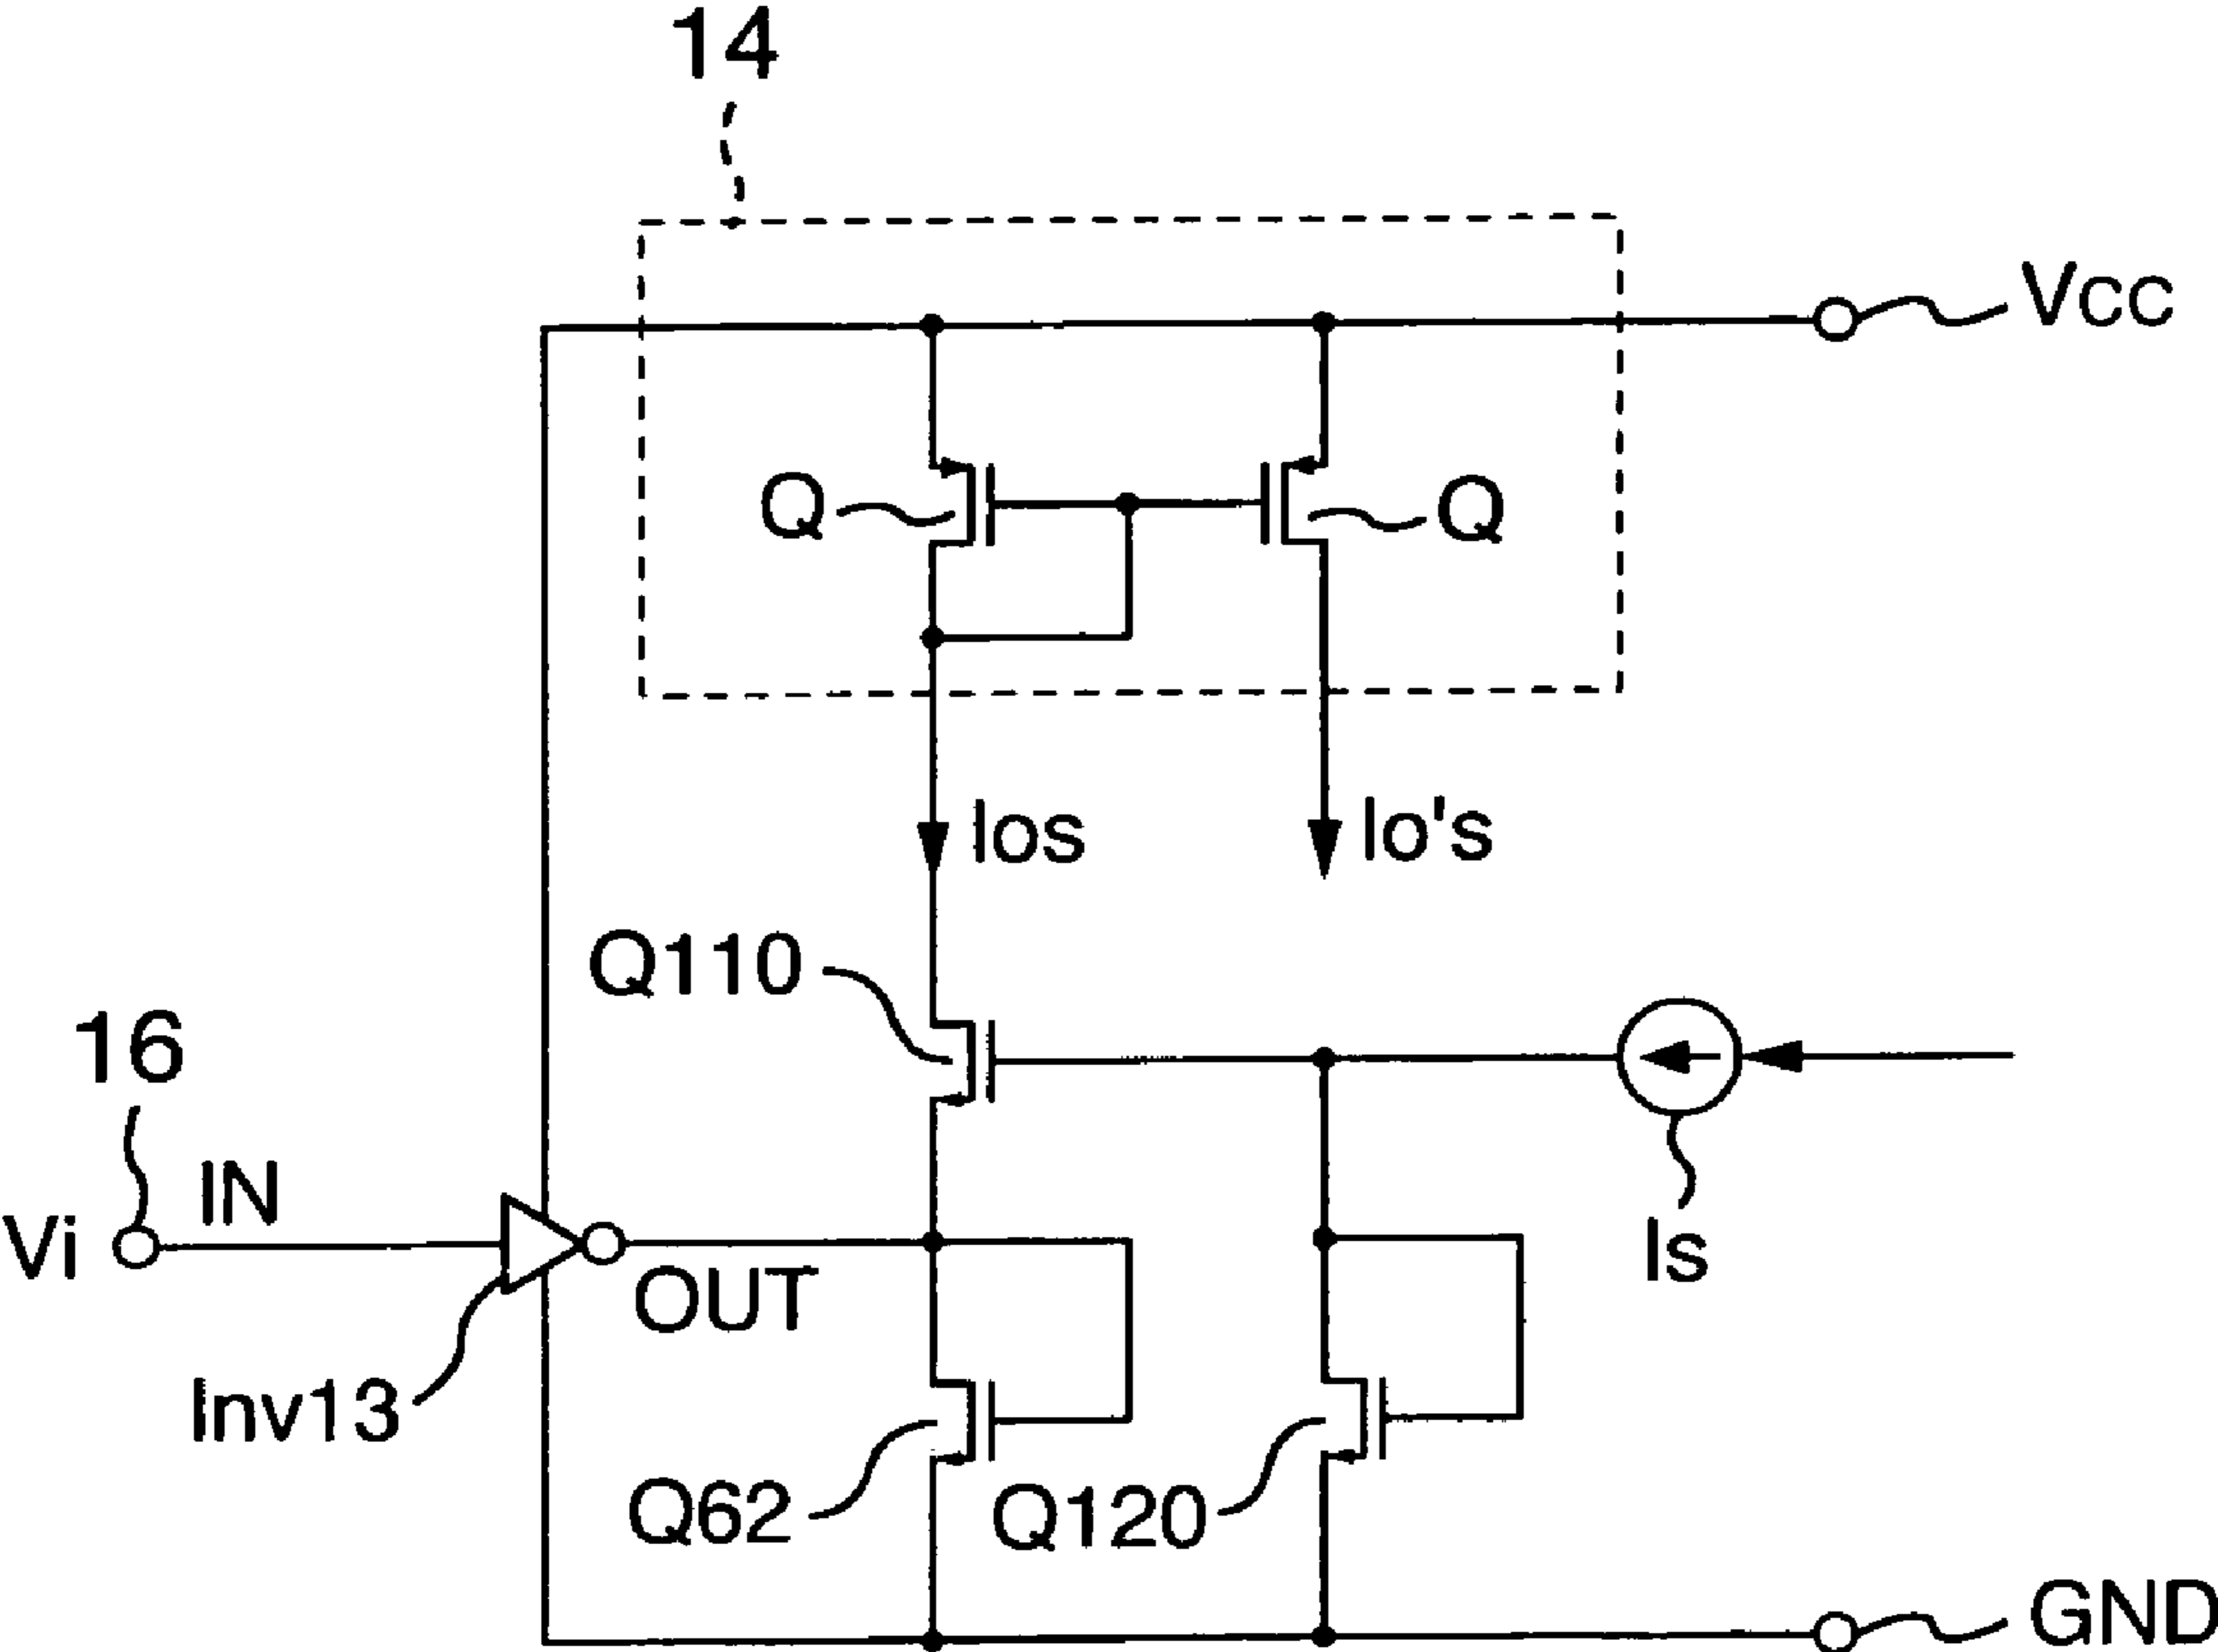 14
Vcc
Q
Q
Ios
Io's
Q110
16
IN
Vi
OUT
Is
Inv13
Q62
Q120
GND